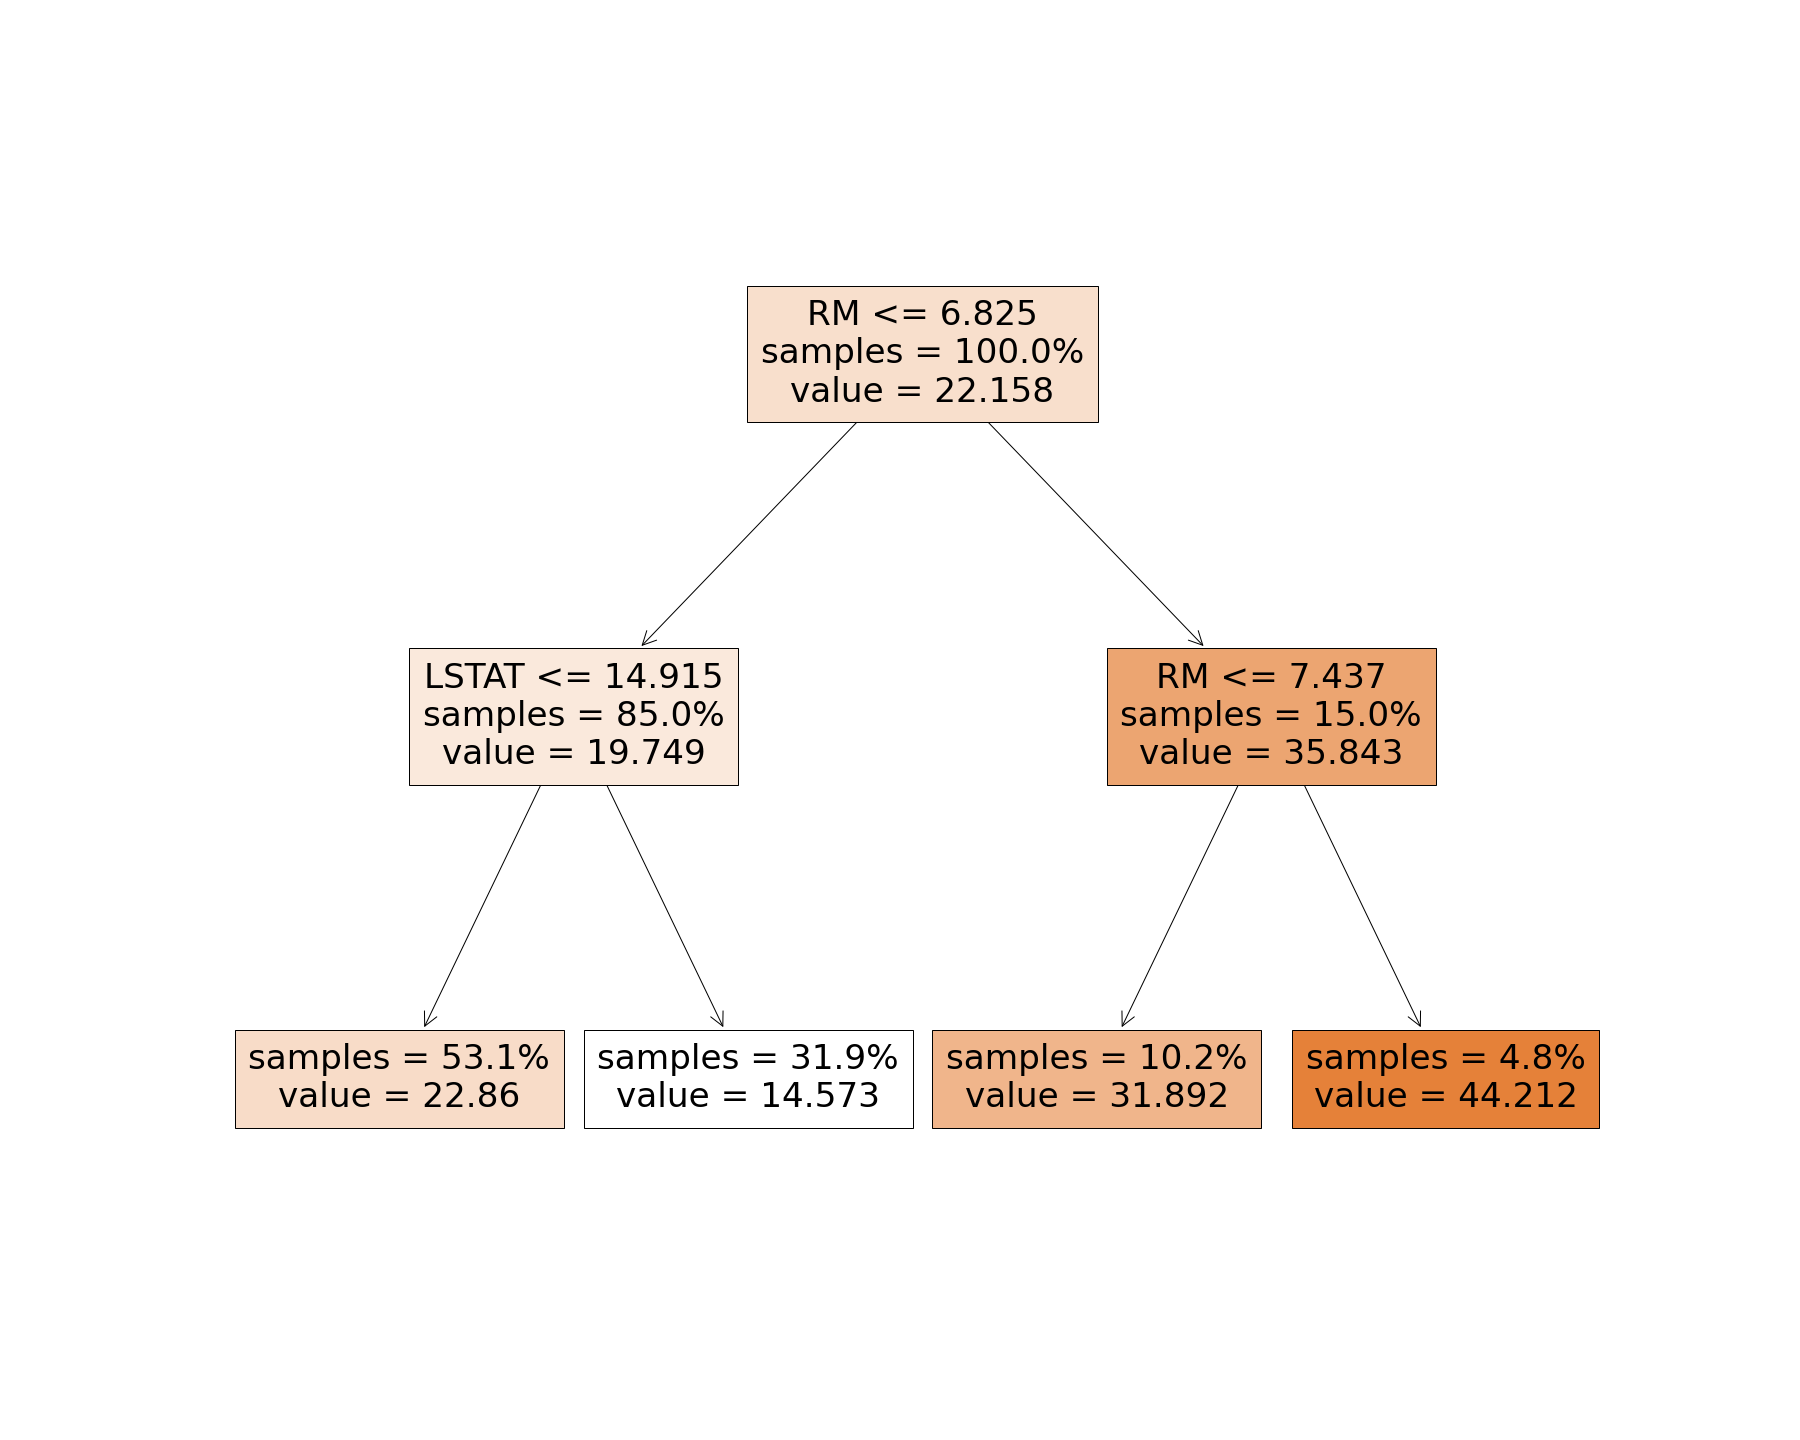 RM <= 6.825
samples = 100.0%
value = 22.158
LSTAT <= 14.915
samples = 85.0%
value = 19.749
RM <= 7.437
samples = 15.0%
value = 35.843
samples = 53.1%
value = 22.86
samples = 31.9%
value = 14.573
samples = 10.2%
value = 31.892
samples = 4.8%
value = 44.212